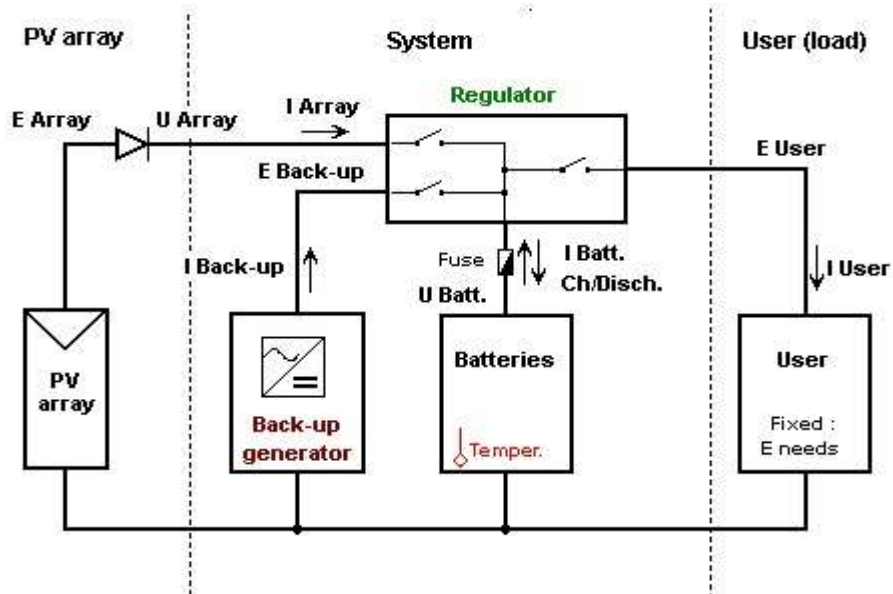 PV array
System
User (load)
Regulator
E Array
U Array
I Array
E User
E Back-up
I Back-up
Fuse
I Batt.
Ch/Disch.
U Batt.
I User
PV
array
Back-up
generator
Batteries
Temper.
User
Fixed :
E needs